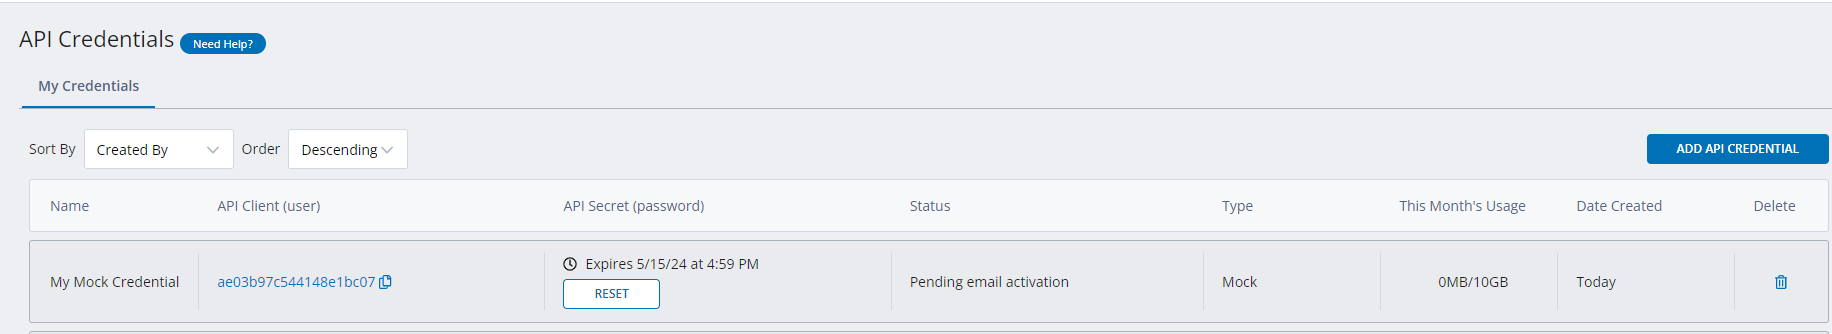 API Credentials Need Help?
My Credentials
Sort By Created By Order Descending ADD API CREDENTIAL
Name API Client (user) API Secret (password) Status Type This Month's Usage Date Created Delete
Expires 5/15/24 at 4:59 PM
My Mock Credential ae03b97c544148e1bc07 Pending email activation Mock 0MB/10GB Today
RESET